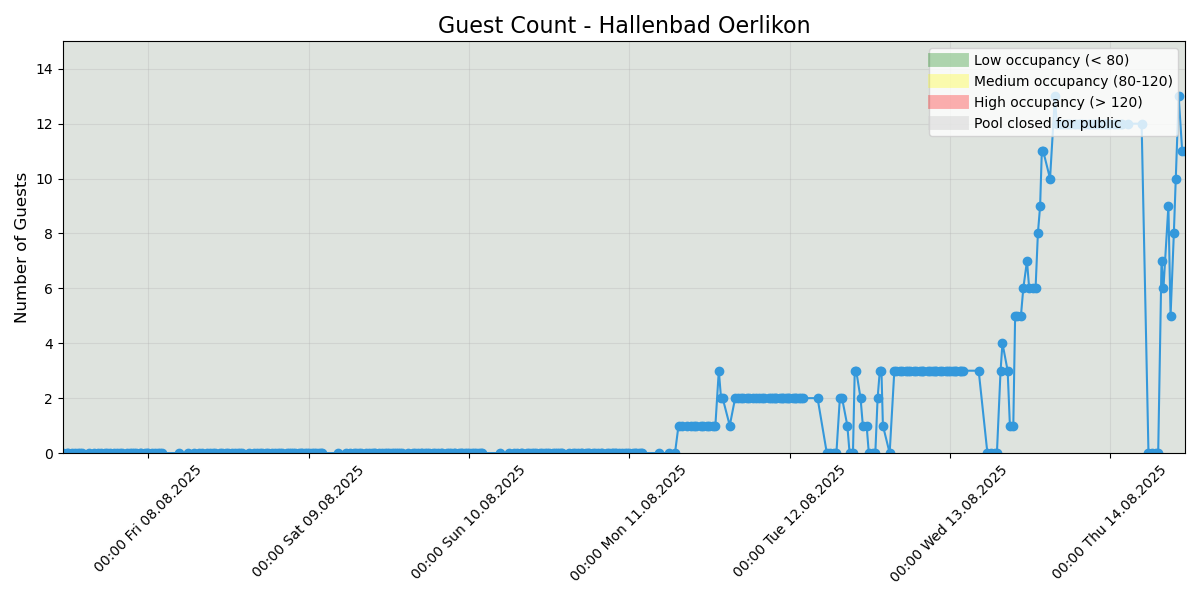 Guest Count - Hallenbad Oerlikon
Low occupancy (< 80)
Medium occupancy (80-120)
High occupancy (> 120)
Pool closed for public
Number of Guests
14
12
10
8
6
4
2
0
00:00 Fri 08.08.2025
00:00 Sat 09.08.2025
00:00 Sun 10.08.2025
00:00 Mon 11.08.2025
00:00 Tue 12.08.2025
00:00 Wed 13.08.2025
00:00 Thu 14.08.2025